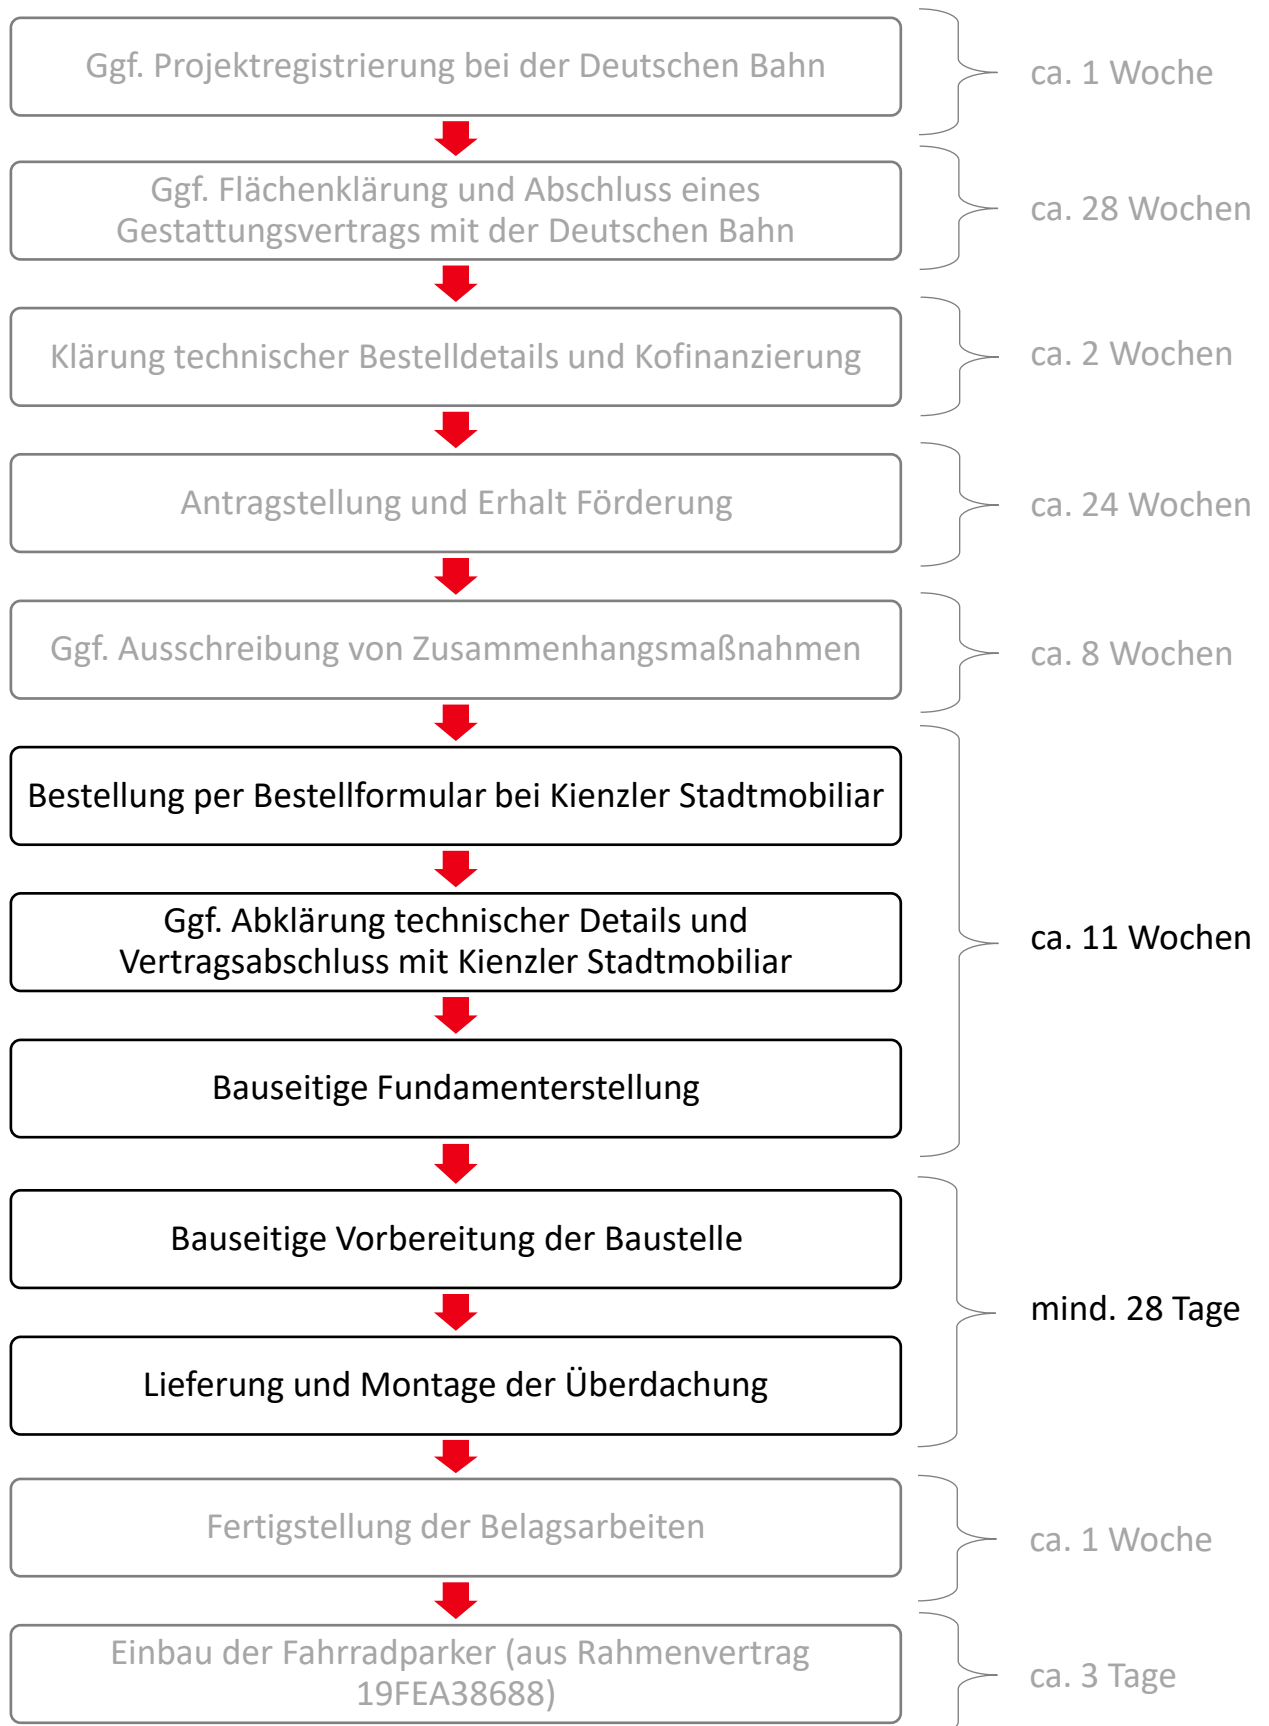 Ggf. Projektregistrierung bei der Deutschen Bahn
ca. 1 Woche
Ggf. Flächenklärung und Abschluss eines
Gestattungsvertrags mit der Deutschen Bahn
ca. 28 Wochen
Klärung technischer Bestelldetails und Kofinanzierung
ca. 2 Wochen
Antragstellung und Erhalt Förderung
ca. 24 Wochen
Ggf. Ausschreibung von Zusammenhangsmaßnahmen
ca. 8 Wochen
Bestellung per Bestellformular bei Kienzler Stadtmobiliar
Ggf. Abklärung technischer Details und
Vertragsabschluss mit Kienzler Stadtmobiliar
ca. 11 Wochen
Bauseitige Fundamenterstellung
Bauseitige Vorbereitung der Baustelle
mind. 28 Tage
Lieferung und Montage der Überdachung
Fertigstellung der Belagsarbeiten
ca. 1 Woche
Einbau der Fahrradparker (aus Rahmenvertrag
19FEA38688)
ca. 3 Tage